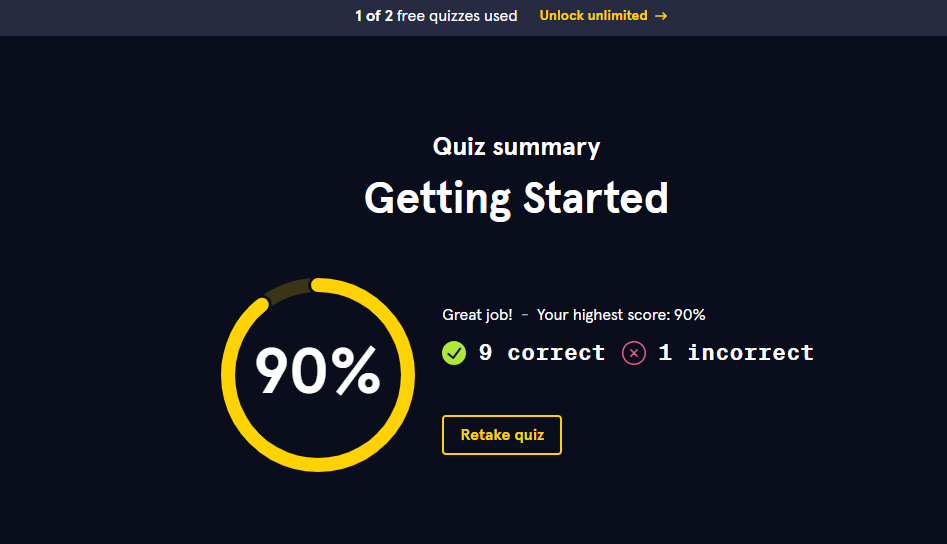 1 of 2 free quizzes used Unlock unlimited →
Quiz summary
Getting Started
90%
Great job! - Your highest score: 90%
9 correct 1 incorrect
Retake quiz